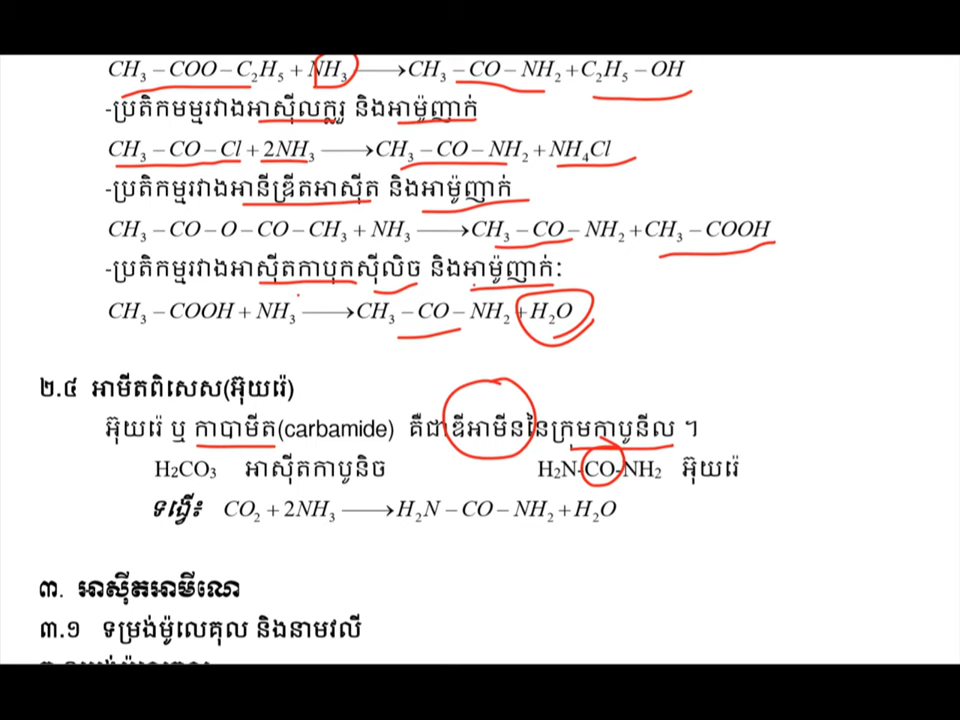 CH₃ – COO – C₂H₅ + NH₃ ⟶ CH₃ – CO – NH₂ + C₂H₅ – OH
-ប្រតិកមម្មរវាងអាស៊ីលក្លរួ និងអាម៉ូញាក់
CH₃ – CO – Cl + 2NH₃ ⟶ CH₃ – CO – NH₂ + NH₄Cl
-ប្រតិកម្មរវាងអានីឌ្រីតអាស៊ីត និងអាម៉ូញាក់
CH₃ – CO – O – CO – CH₃ + NH₃ ⟶ CH₃ – CO – NH₂ + CH₃ – COOH
-ប្រតិកម្មរវាងអាស៊ីតកាបុកស៊ីលិច និងអាម៉ូញាក់ៈ
CH₃ – COOH + NH₃ ⟶ CH₃ – CO – NH₂ + H₂O
២.៤ អាមីតពិសេស(អ៊ុយរ៉េ)
អ៊ុយរ៉េ ឬ កាបាមីត(carbamide) គឺជាឌីអាមីននៃក្រុមកាបូនីល ។
H₂CO₃ អាស៊ីតកាបូនិច H₂N-CO-NH₂ អ៊ុយរ៉េ
ទង្វើ៖ CO₂ + 2NH₃ ⟶ H₂N – CO – NH₂ + H₂O
៣. អាស៊ីតអាមីណេ
៣.១ ទម្រង់ម៉ូលេគុល និងនាមវលី